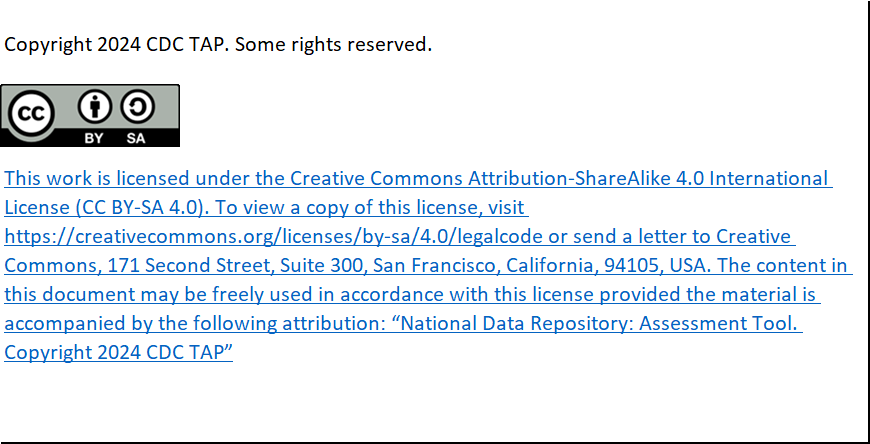 Copyright 2024 CDC TAP. Some rights reserved.
cc
BY SA
This work is licensed under the Creative Commons Attribution-ShareAlike 4.0 International
License (CC BY-SA 4.0). To view a copy of this license, visit
https://creativecommons.org/licenses/by-sa/4.0/legalcode or send a letter to Creative
Commons, 171 Second Street, Suite 300, San Francisco, California, 94105, USA. The content in
this document may be freely used in accordance with this license provided the material is
accompanied by the following attribution: “National Data Repository: Assessment Tool.
Copyright 2024 CDC TAP”